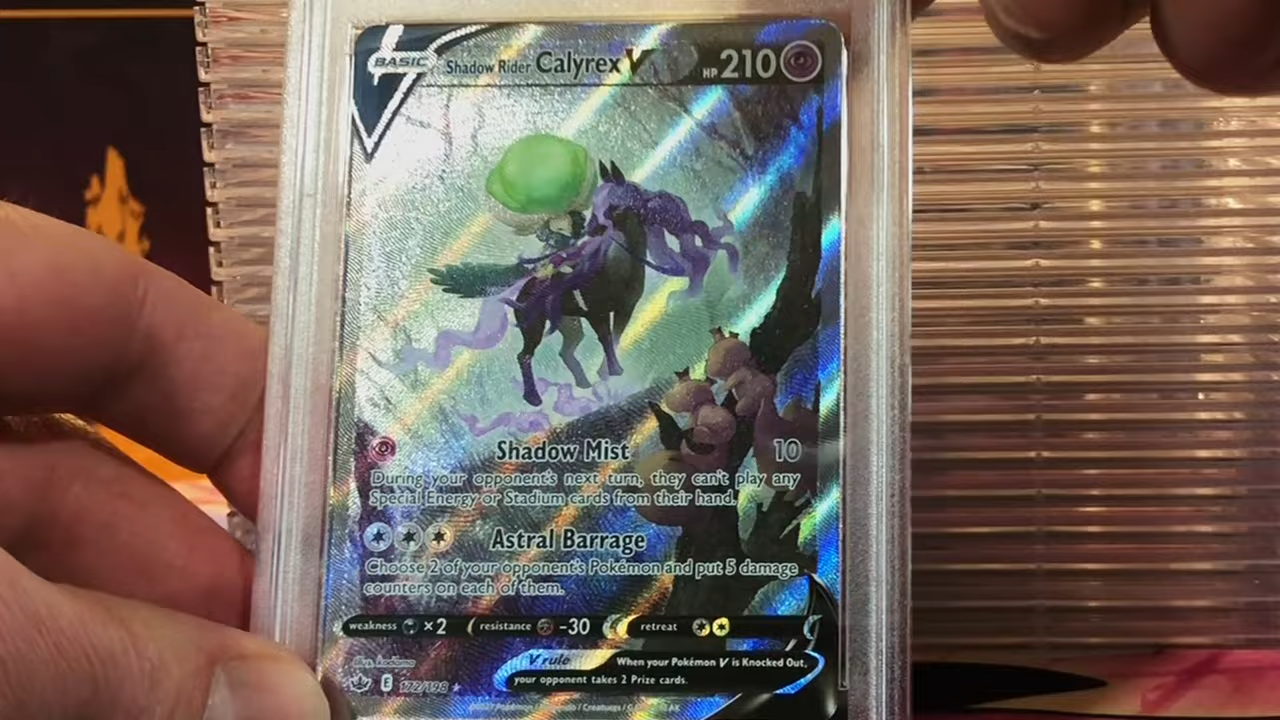 BASIC Shadow Rider Calyrex V HP 210
Shadow Mist 10
During your opponent's next turn, they can't play any
Special Energy or Stadium cards from their hand.
Astral Barrage
Choose 2 of your opponent's Pokémon and put 5 damage
counters on each of them.
weakness ×2 resistance -30 retreat
V rule When your Pokémon V is Knocked Out,
your opponent takes 2 Prize cards.
Illus. kodama
E 172/198